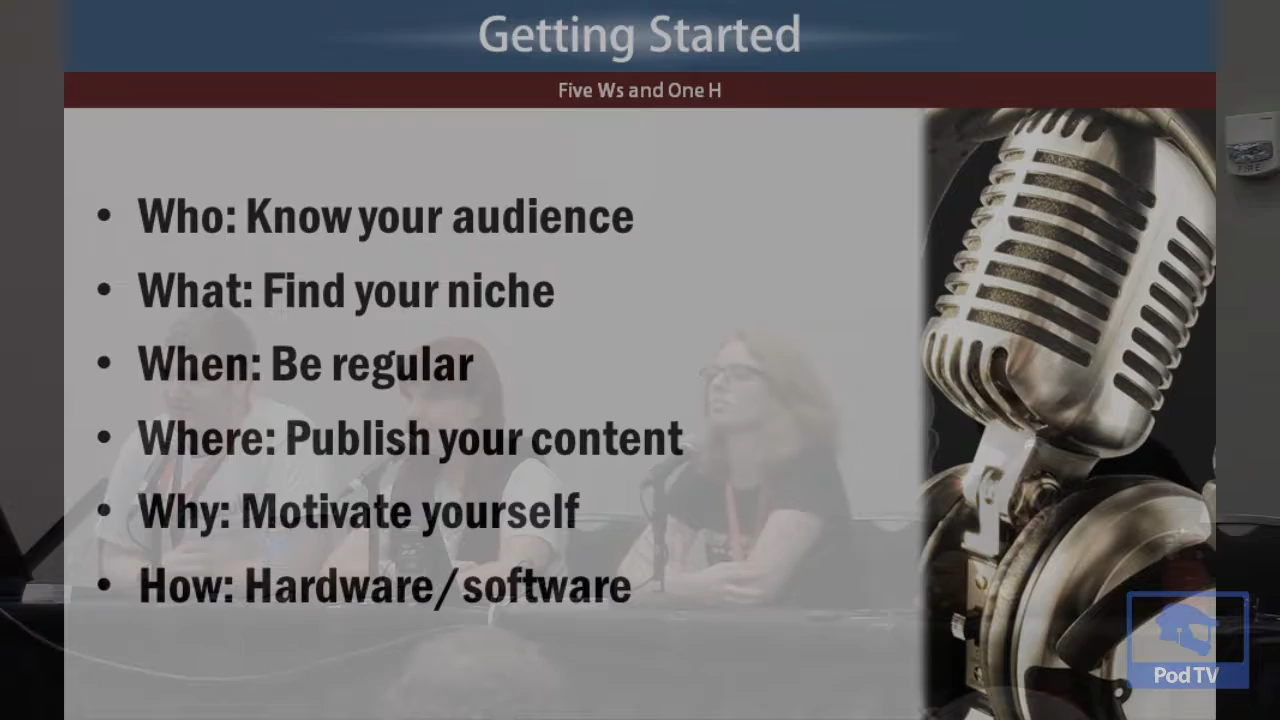 Getting Started
Five Ws and One H
• Who: Know your audience
• What: Find your niche
• When: Be regular
• Where: Publish your content
• Why: Motivate yourself
• How: Hardware/software
FIRE
Pod TV